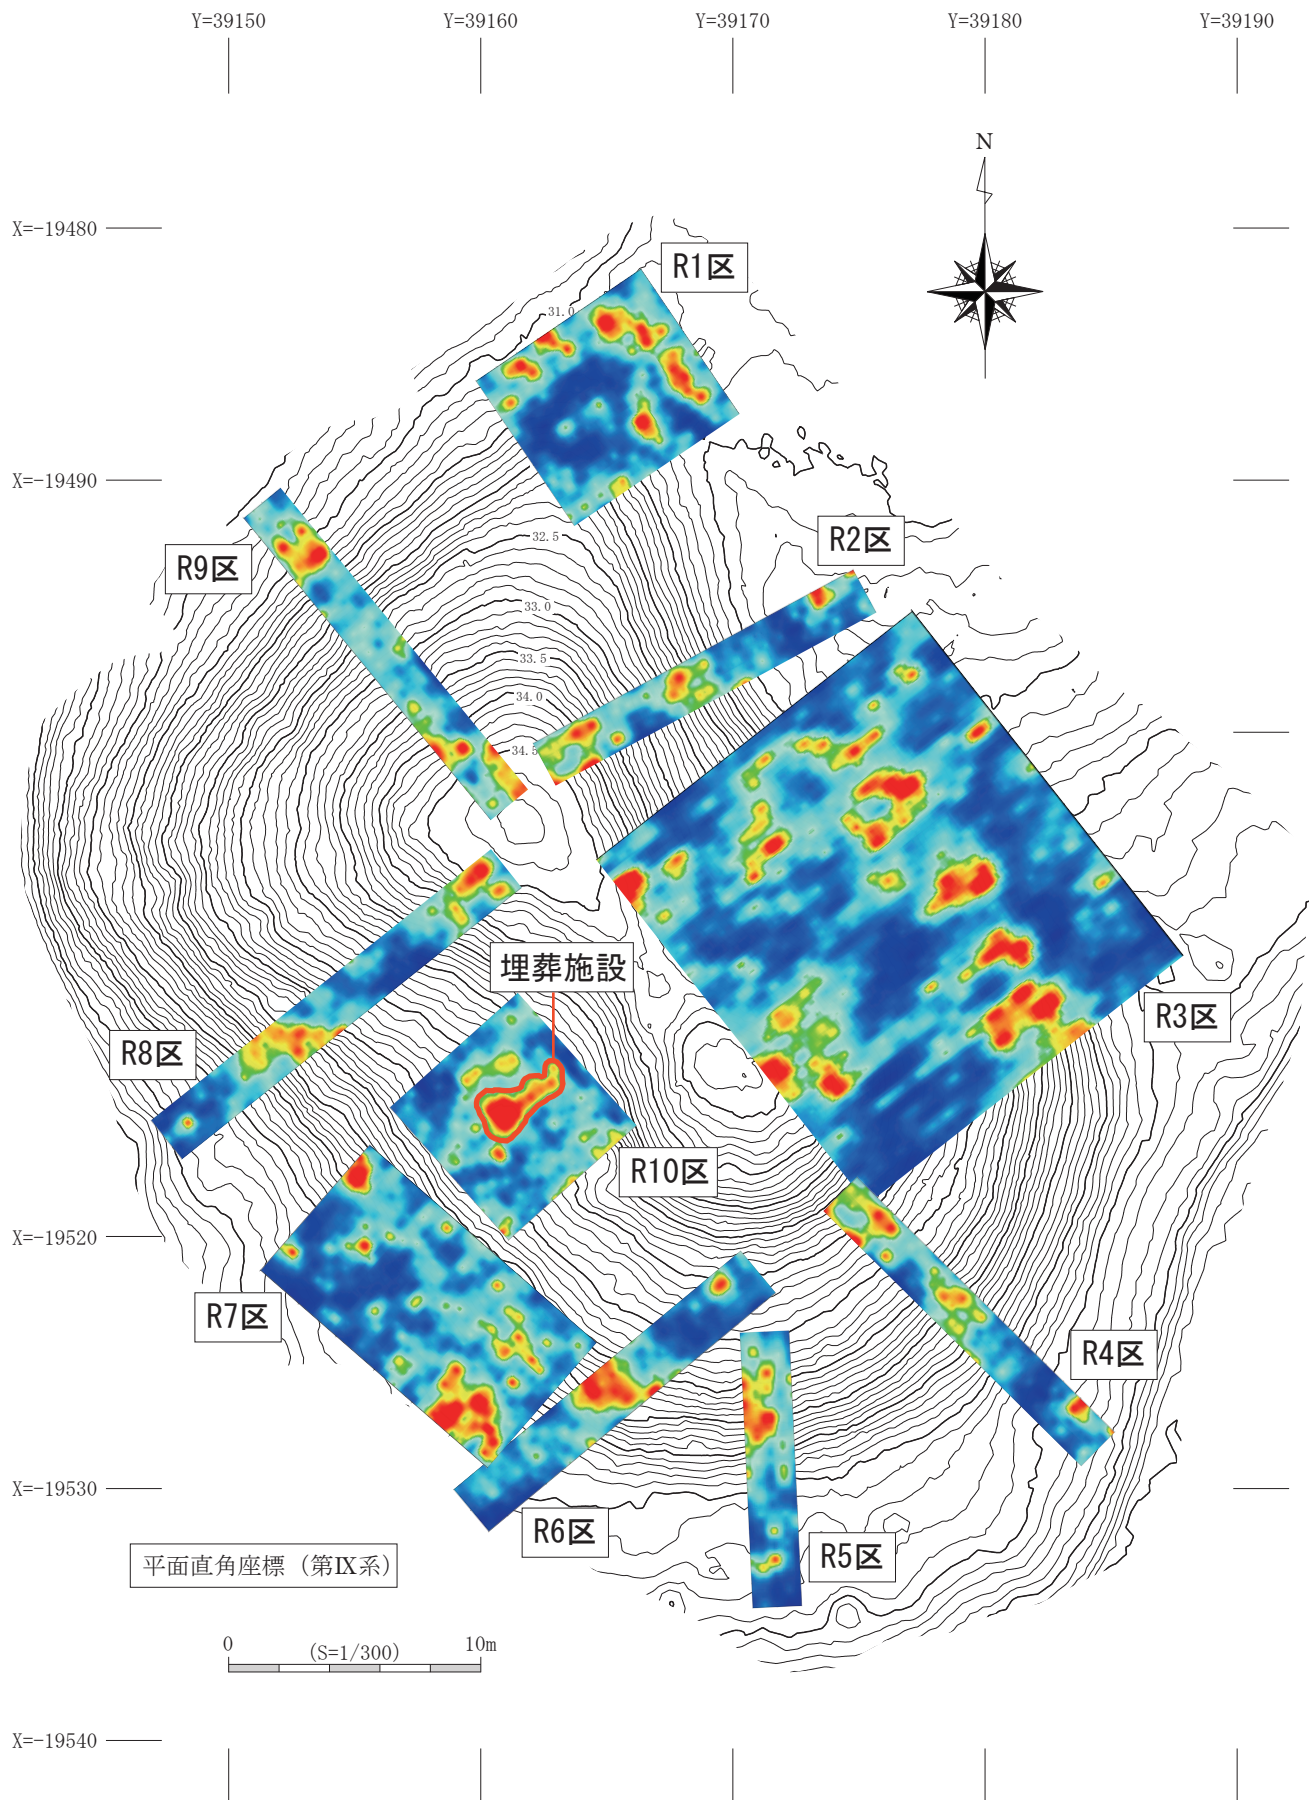 Y=39150 Y=39160 Y=39170 Y=39180 Y=39190
N
X=-19480
R1区
31.0
X=-19490
32.5
R2区
R9区
33.0
33.5
34.0
34.5
埋葬施設
R3区
R8区
R10区
X=-19520
R7区
R4区
X=-19530
R6区
R5区
平面直角座標（第Ⅸ系）
0 (S=1/300) 10m
X=-19540